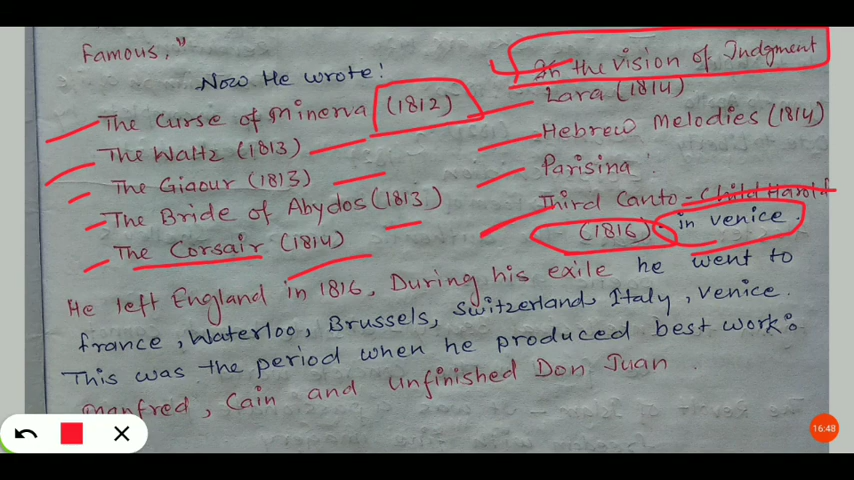 Famous,"
Now He wrote!
The Curse of Minerva (1812)
The Waltz (1813)
The Giaour (1813)
The Bride of Abydos (1813)
The Corsair (1814)
In the vision of Judgment
Lara (1814)
Hebrew Melodies (1814)
Parisina
Third Canto - Child Harold
(1816). in venice.
He left England in 1816, During his exile he went to
france, Waterloo, Brussels, Switzerland, Italy, Venice.
This was the period when he produced best work:
Manfred, Cain and unfinished Don Juan.
16:48